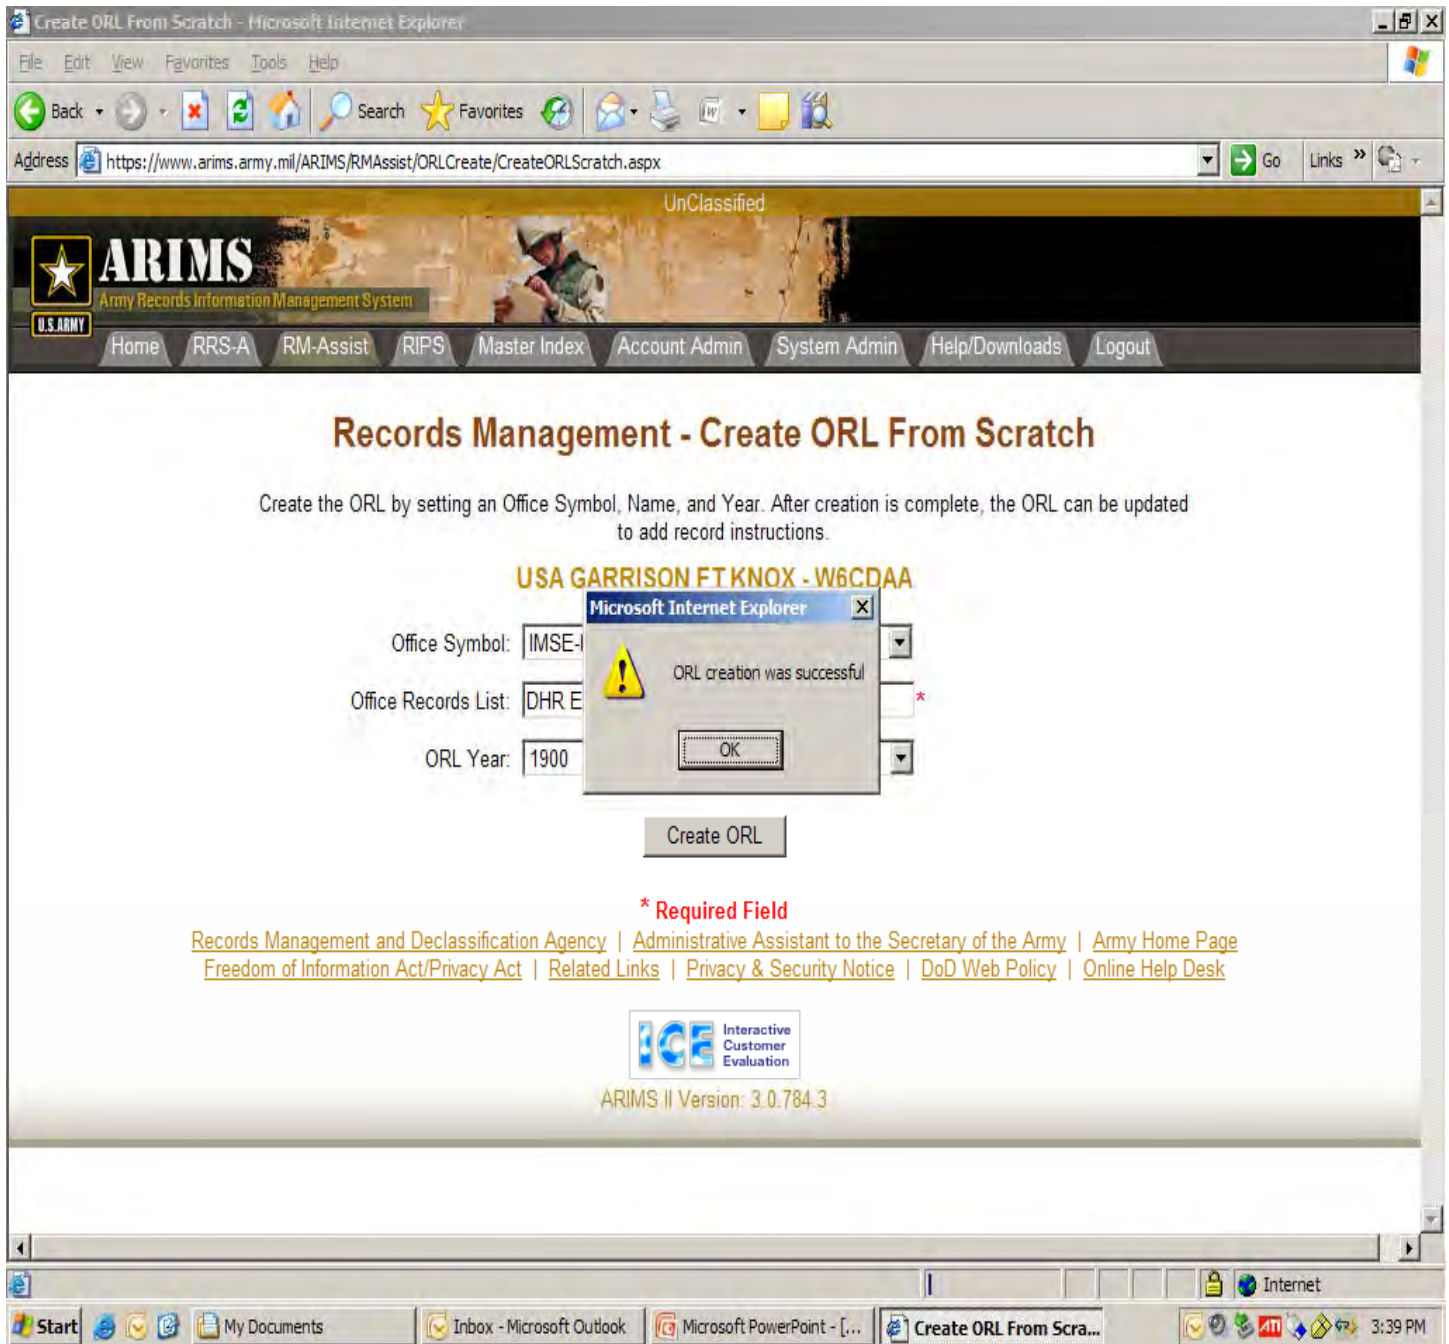 Create ORL From Scratch - Microsoft Internet Explorer
File Edit View Favorites Tools Help
Back Search Favorites
Address https://www.arims.army.mil/ARIMS/RMAssist/ORLCreate/CreateORLScratch.aspx Go Links »
UnClassified
ARIMS
Army Records Information Management System
U.S.ARMY
Home RRS-A RM-Assist RIPS Master Index Account Admin System Admin Help/Downloads Logout
Records Management - Create ORL From Scratch
Create the ORL by setting an Office Symbol, Name, and Year. After creation is complete, the ORL can be updated
to add record instructions.
USA GARRISON FT KNOX - W6CDAA
Microsoft Internet Explorer
Office Symbol: IMSE-
ORL creation was successful
Office Records List: DHR E *
OK
ORL Year: 1900
Create ORL
* Required Field
Records Management and Declassification Agency | Administrative Assistant to the Secretary of the Army | Army Home Page
Freedom of Information Act/Privacy Act | Related Links | Privacy & Security Notice | DoD Web Policy | Online Help Desk
ICE Interactive
Customer
Evaluation
ARIMS II Version: 3.0.784.3
Internet
Start My Documents Inbox - Microsoft Outlook Microsoft PowerPoint - [... Create ORL From Scra... ATI 3:39 PM